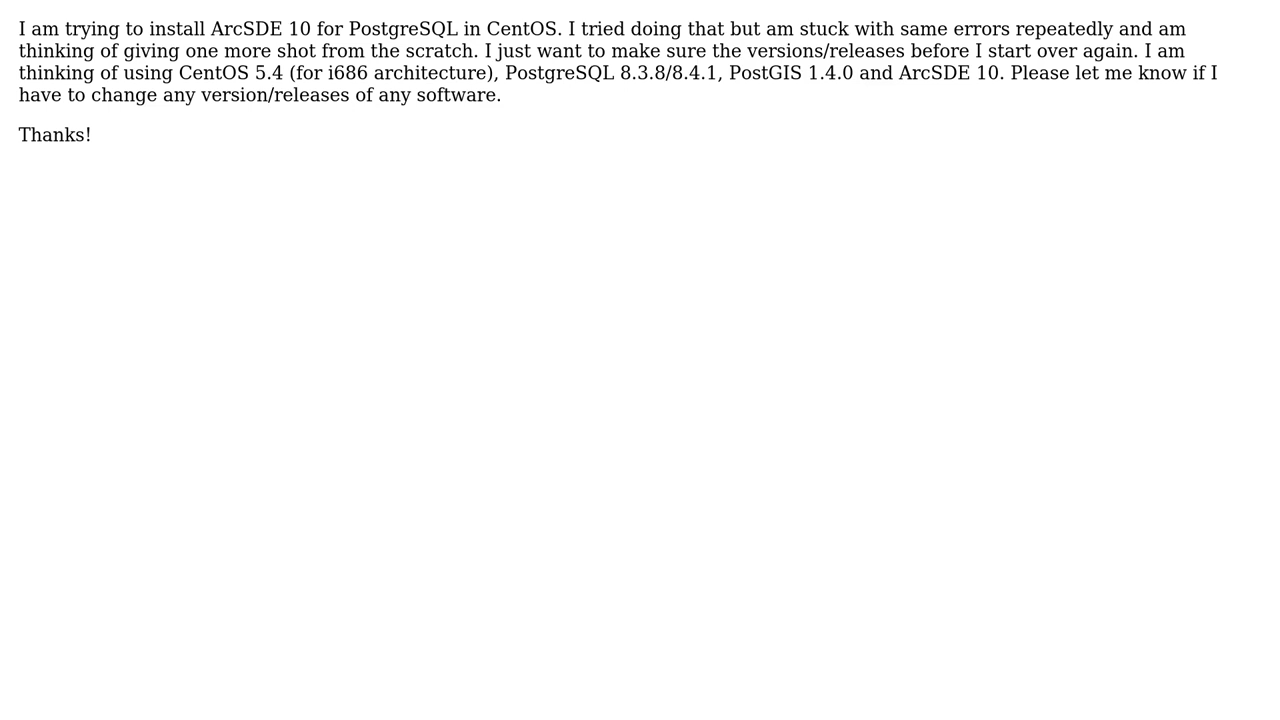 I am trying to install ArcSDE 10 for PostgreSQL in CentOS. I tried doing that but am stuck with same errors repeatedly and am
thinking of giving one more shot from the scratch. I just want to make sure the versions/releases before I start over again. I am
thinking of using CentOS 5.4 (for i686 architecture), PostgreSQL 8.3.8/8.4.1, PostGIS 1.4.0 and ArcSDE 10. Please let me know if I
have to change any version/releases of any software.
Thanks!